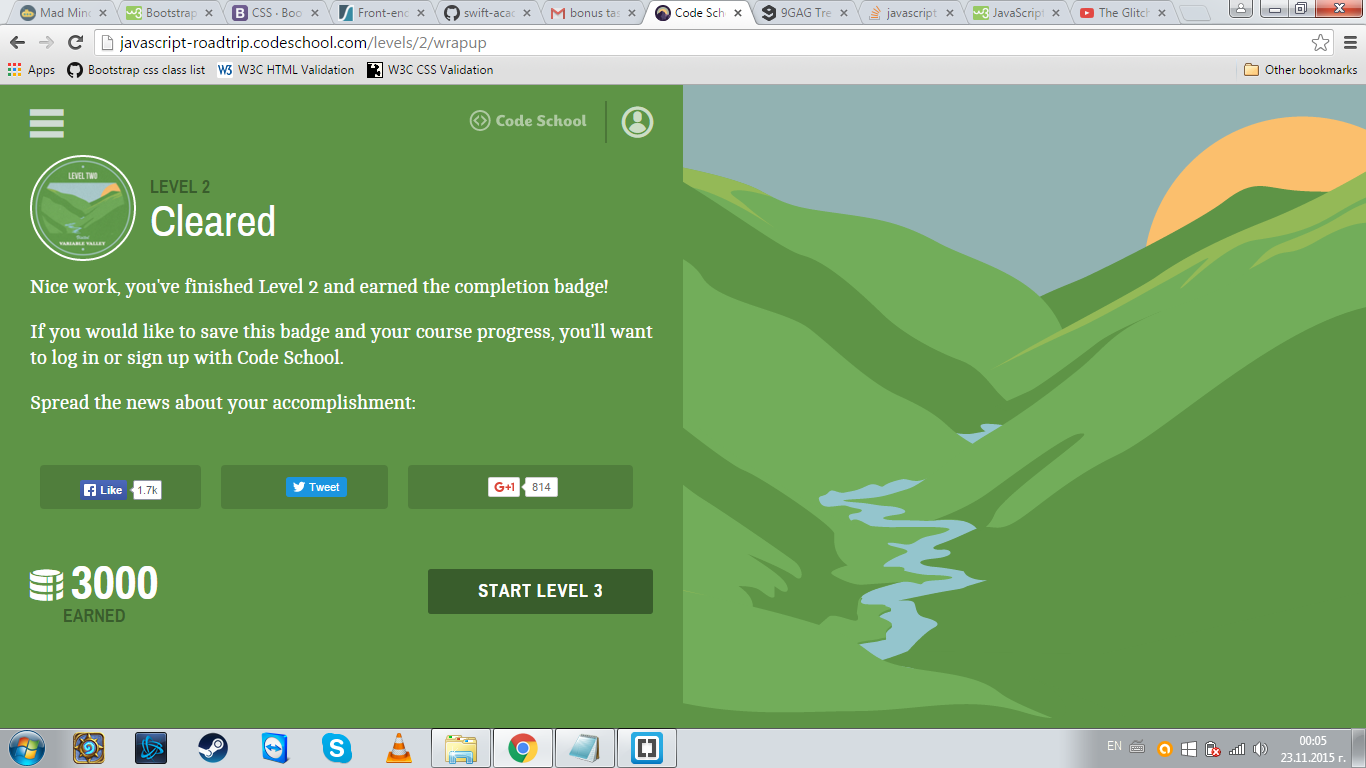 Mad Mind
Bootstrap
CSS · Boo
Front-end
swift-aca
bonus tas
Code Sch
9GAG Tre
javascript
JavaScript
The Glitch
javascript-roadtrip.codeschool.com/levels/2/wrapup
Apps
Bootstrap css class list
W3C HTML Validation
W3C CSS Validation
Other bookmarks
Code School
LEVEL TWO
VARIABLE VALLEY
LEVEL 2
Cleared
Nice work, you've finished Level 2 and earned the completion badge!
If you would like to save this badge and your course progress, you'll want
to log in or sign up with Code School.
Spread the news about your accomplishment:
Like 1.7k
Tweet
G+1 814
3000
EARNED
START LEVEL 3
EN
00:05
23.11.2015 г.